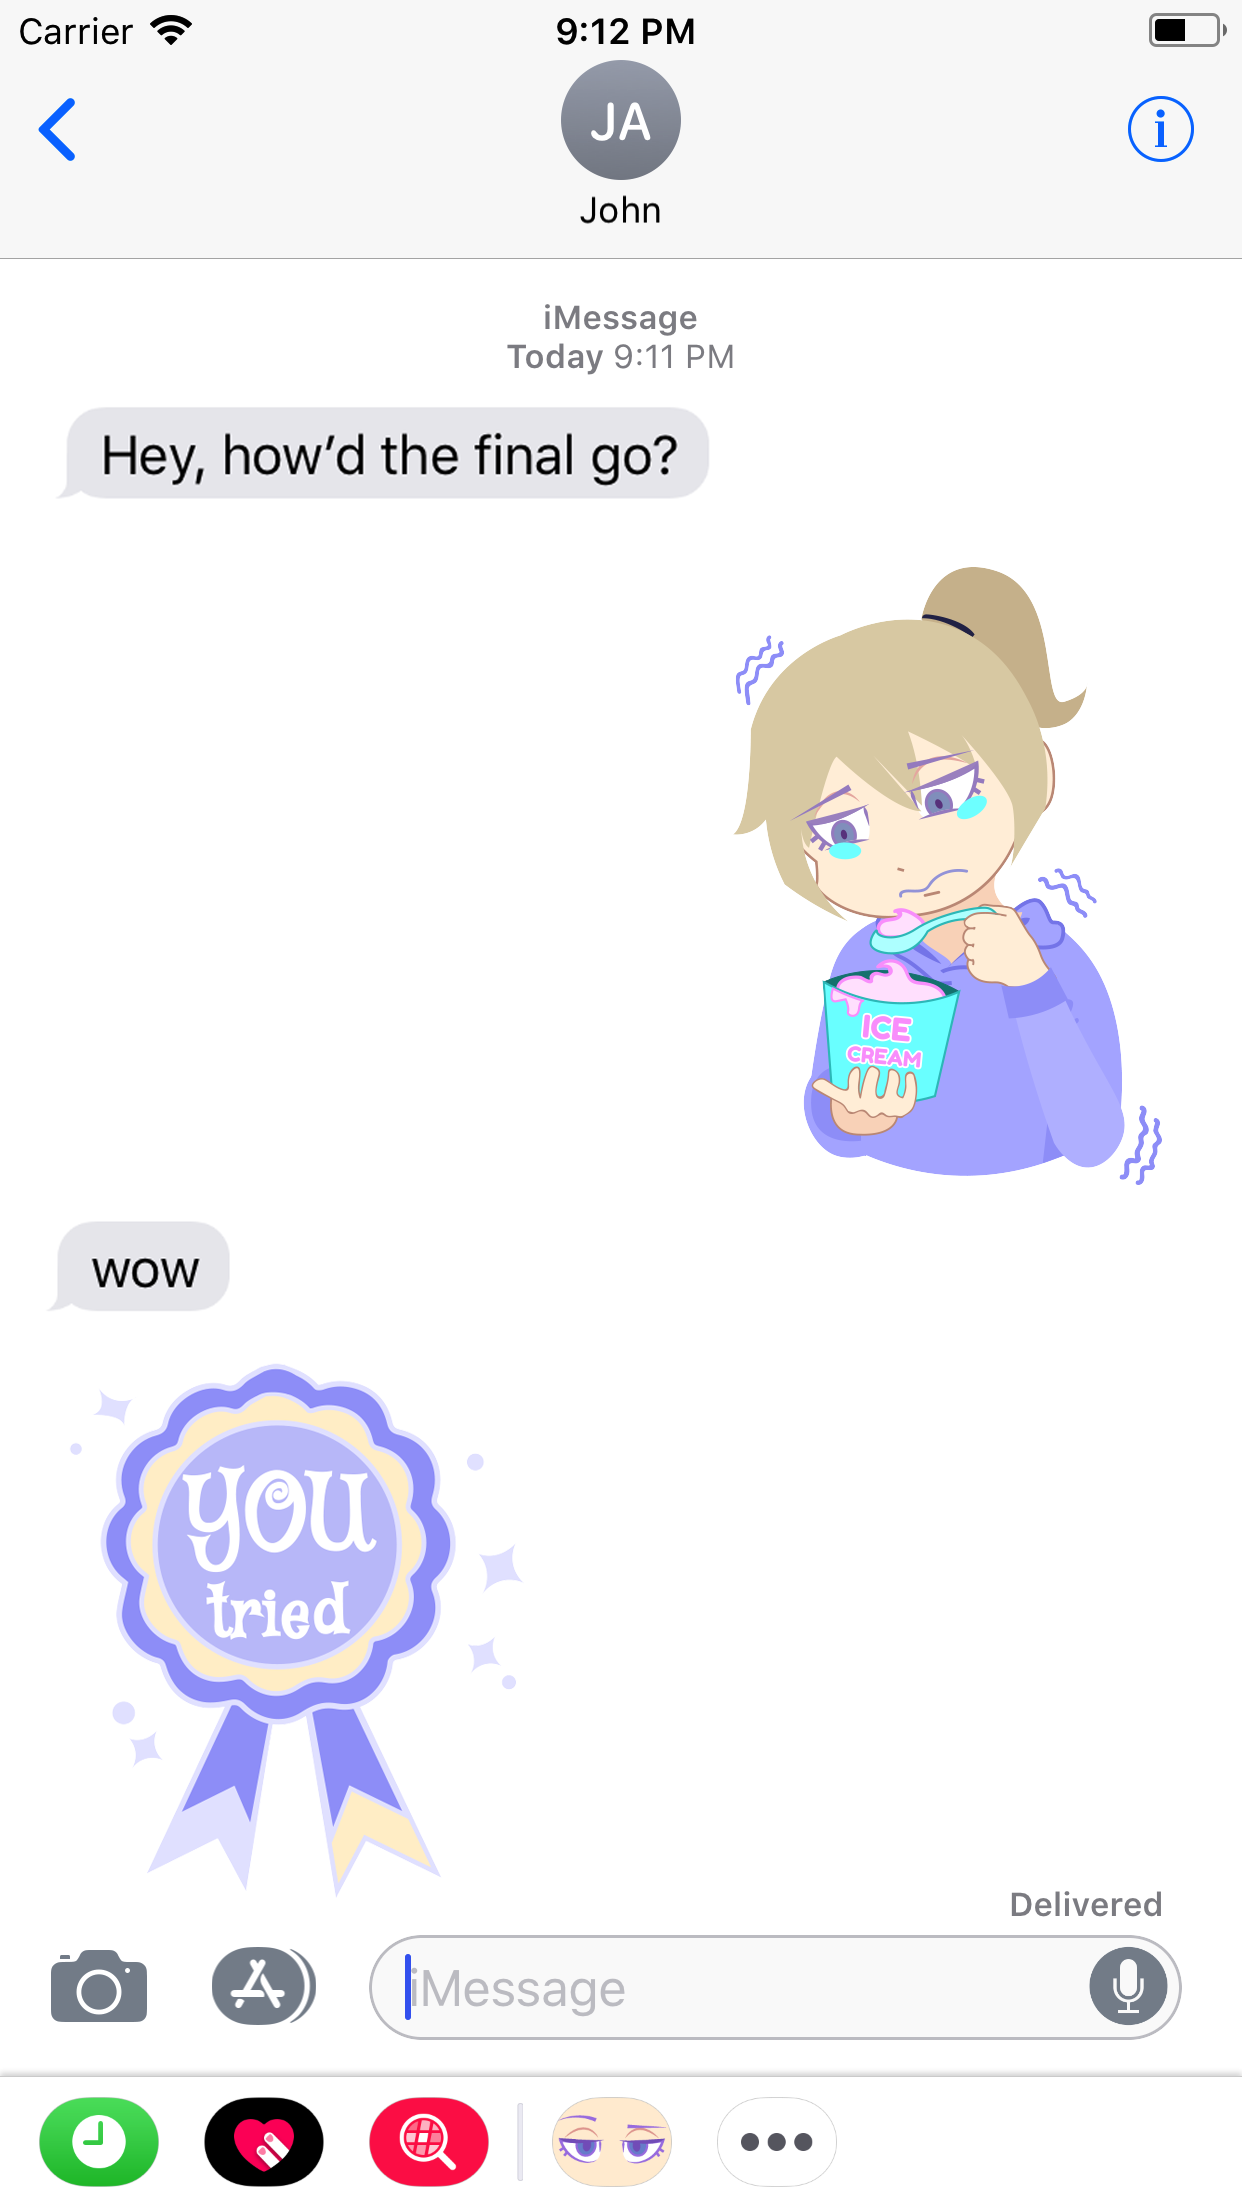 Carrier 9:12 PM
JA
John
iMessage
Today 9:11 PM
Hey, how’d the final go?
ICE
CREAM
wow
you
tried
Delivered
iMessage